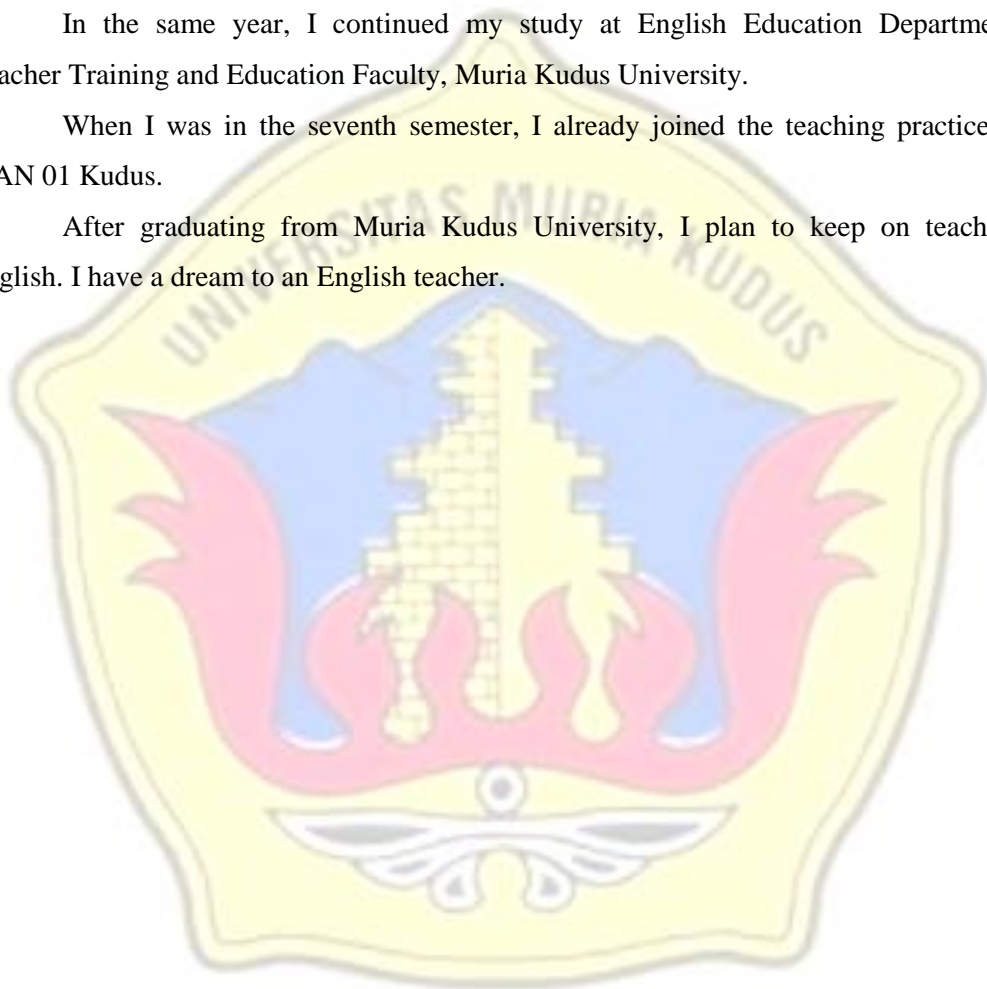 In the same year, I continued my study at English Education Departme
acher Training and Education Faculty, Muria Kudus University.
When I was in the seventh semester, I already joined the teaching practice
AN 01 Kudus.
After graduating from Muria Kudus University, I plan to keep on teach
glish. I have a dream to an English teacher.
UNIVERSITAS MURIA KUDUS